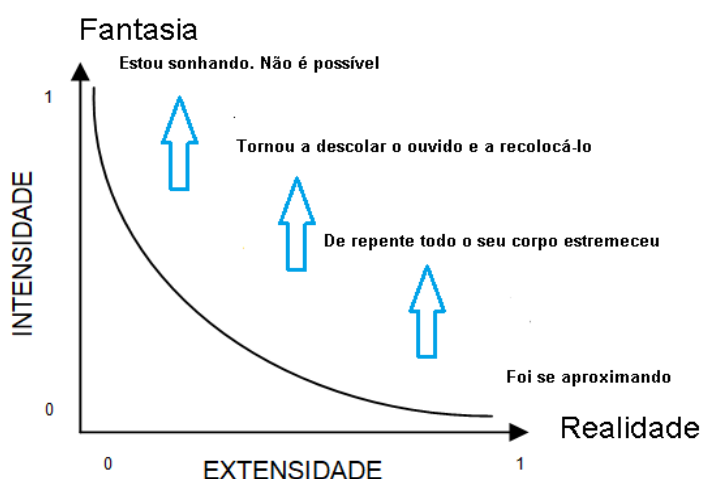 Fantasia
Estou sonhando. Não é possível
1
Tornou a descolar o ouvido e a recolocá-lo
INTENSIDADE
De repente todo o seu corpo estremeceu
Foi se aproximando
0
Realidade
0
EXTENSIDADE
1